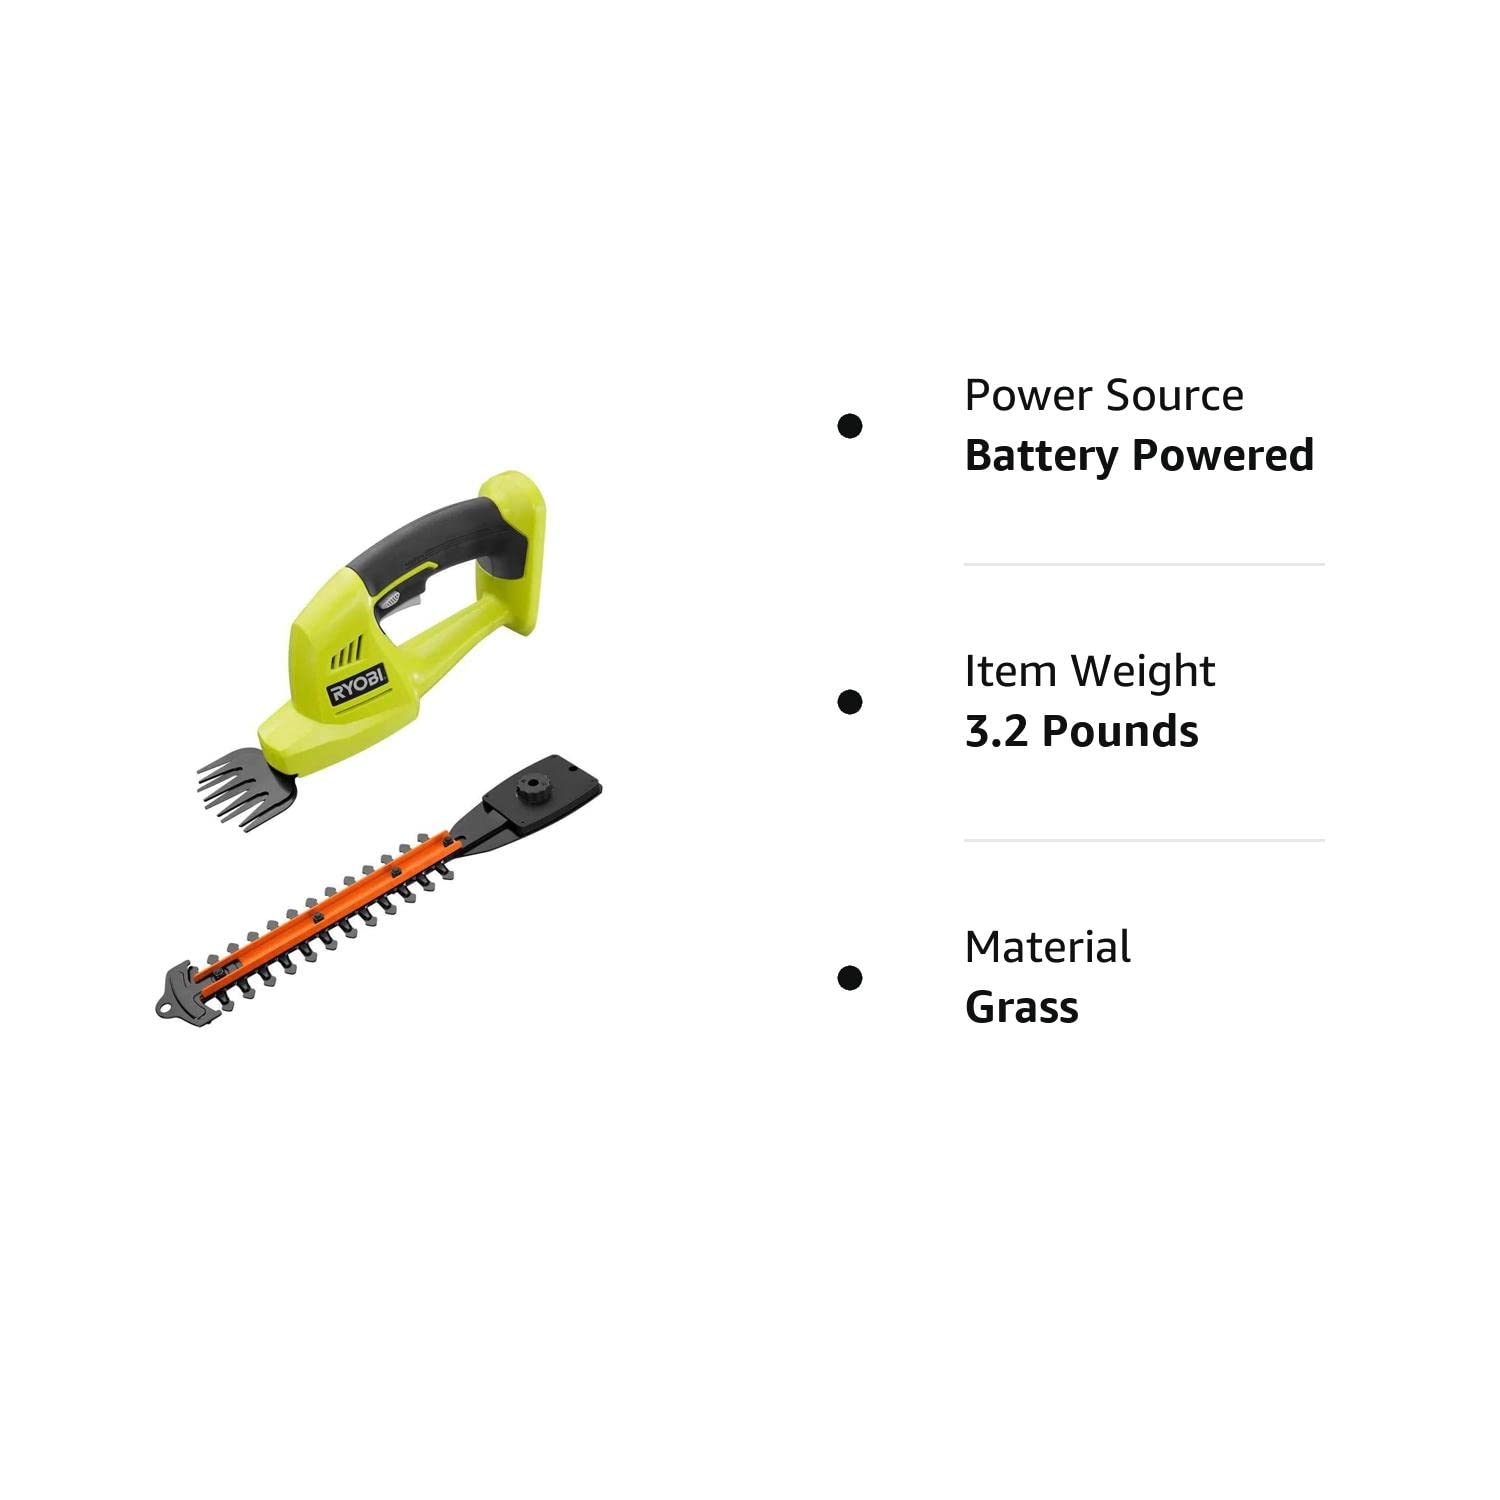 RYOBI
Power Source
Battery Powered
Item Weight
3.2 Pounds
Material
Grass